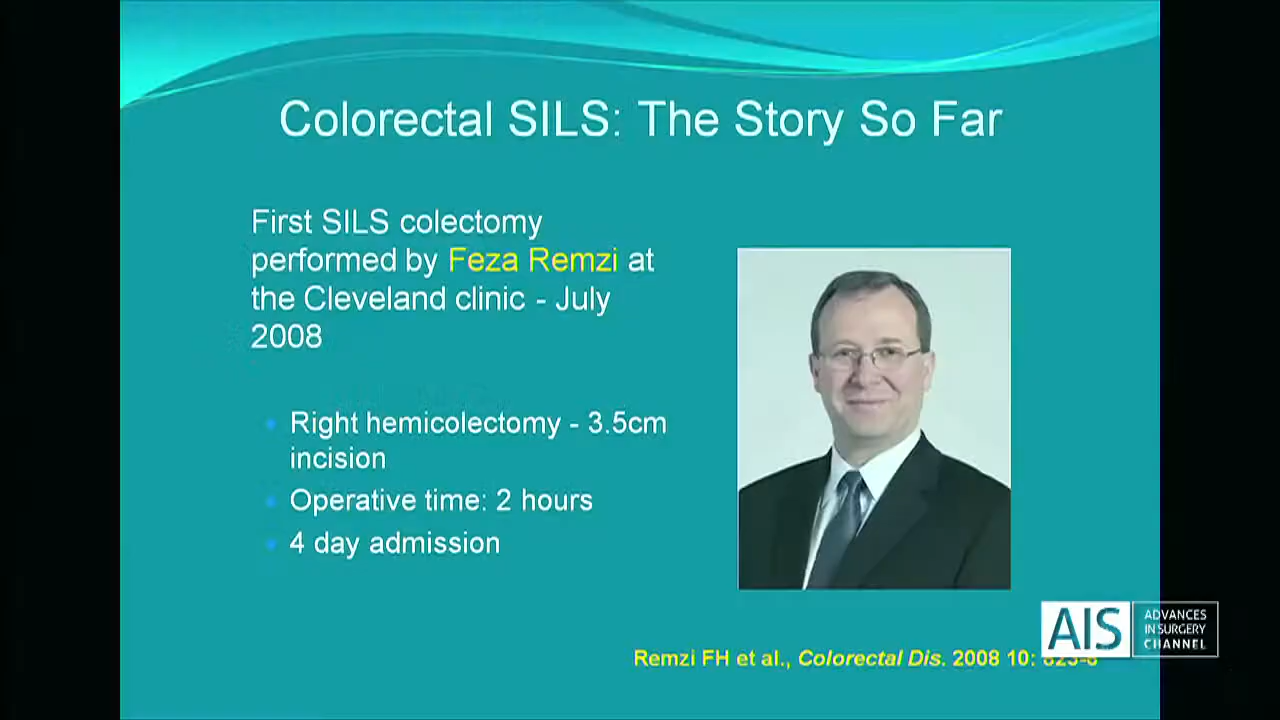 Colorectal SILS: The Story So Far
First SILS colectomy
performed by Feza Remzi at
the Cleveland clinic - July
2008
Right hemicolectomy - 3.5cm
incision
Operative time: 2 hours
4 day admission
Remzi FH et al., Colorectal Dis. 2008 10:
AIS
ADVANCES
IN SURGERY
CHANNEL